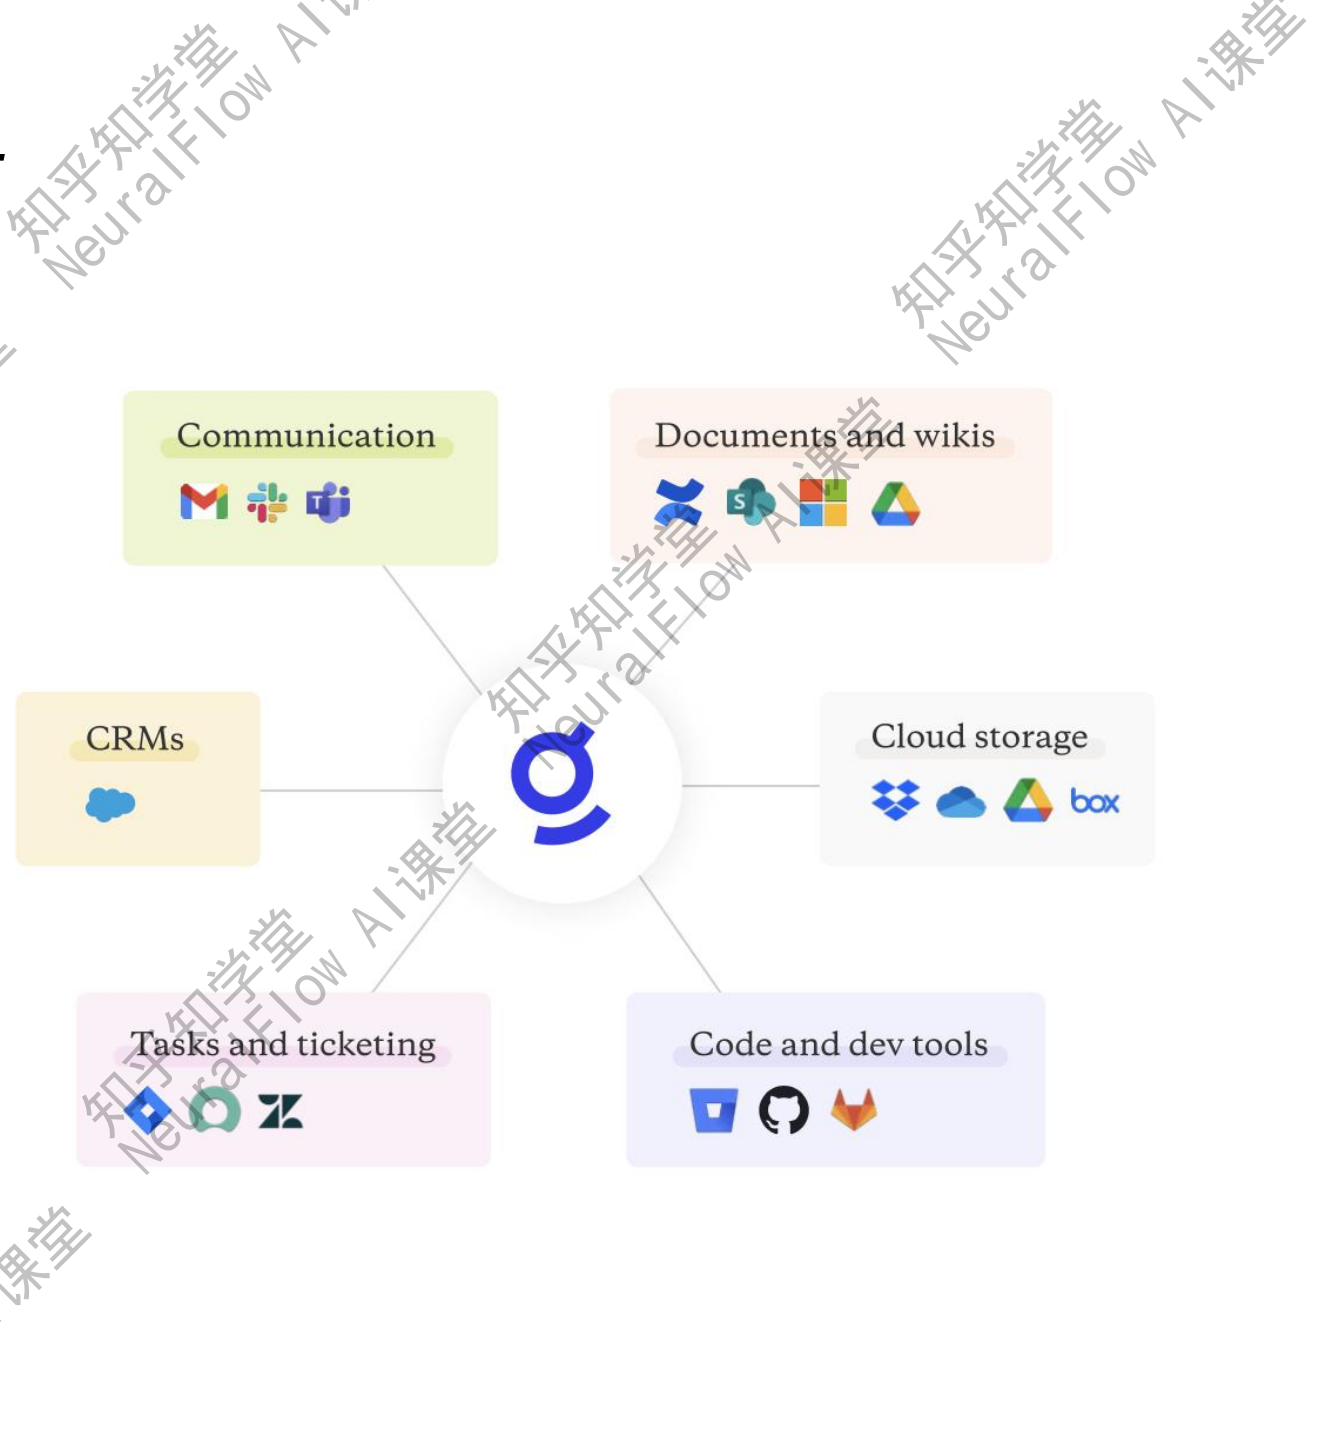 知乎知学堂
NeuralFlow AI课堂
知乎知学堂
NeuralFlow AI课堂
Communication
T
Documents and wikis
S
知乎知学堂
NeuralFlow AI课堂
CRMs
Cloud storage
box
Tasks and ticketing
Code and dev tools
知乎知学堂
NeuralFlow AI课堂
课堂